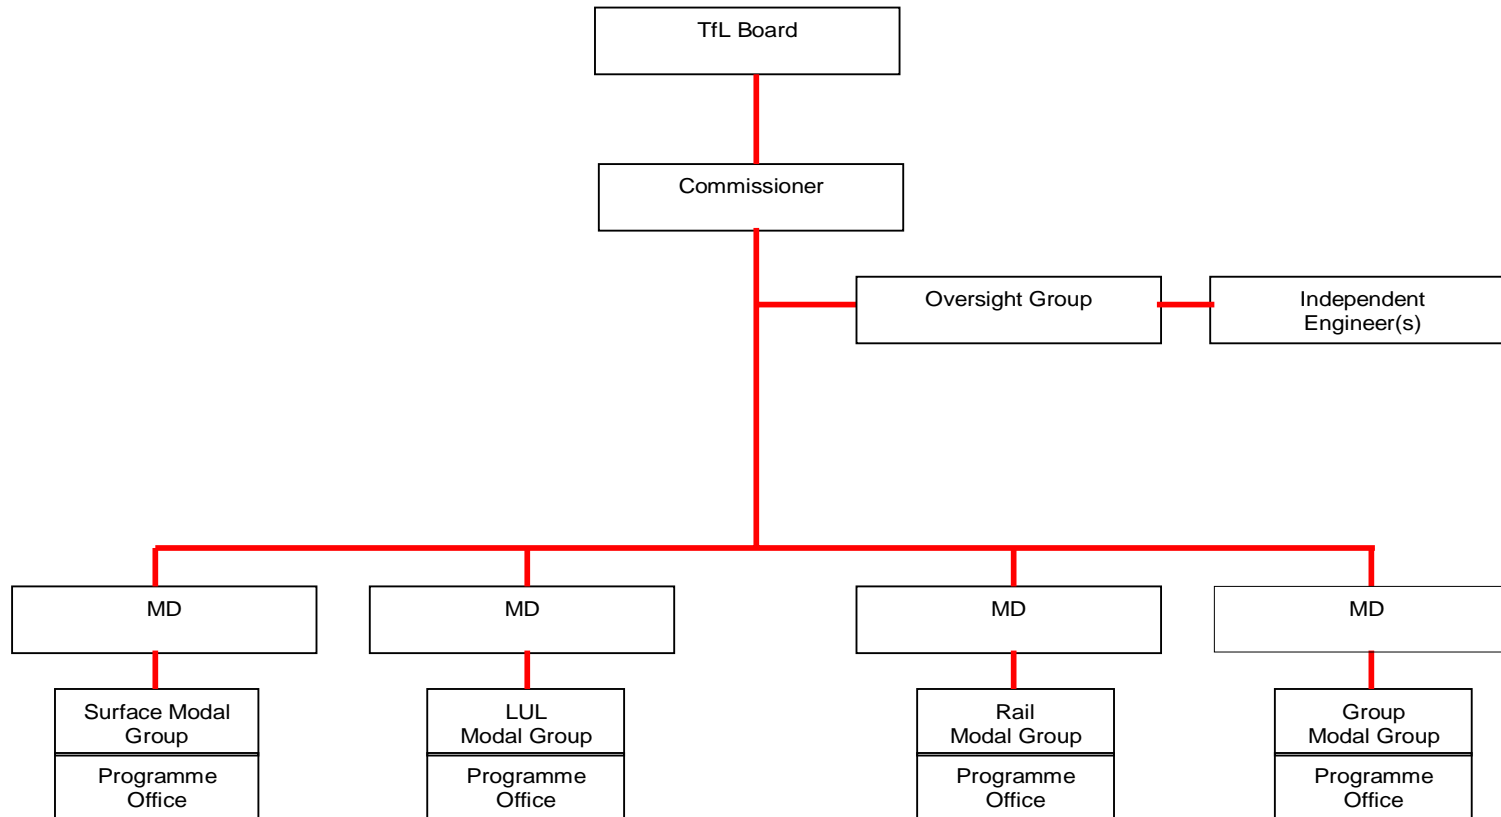 TfL Board
Commissioner
Oversight Group
Independent
Engineer(s)
MD
MD
MD
MD
Surface Modal
Group
Programme
Office
LUL
Modal Group
Programme
Office
Rail
Modal Group
Programme
Office
Group
Modal Group
Programme
Office